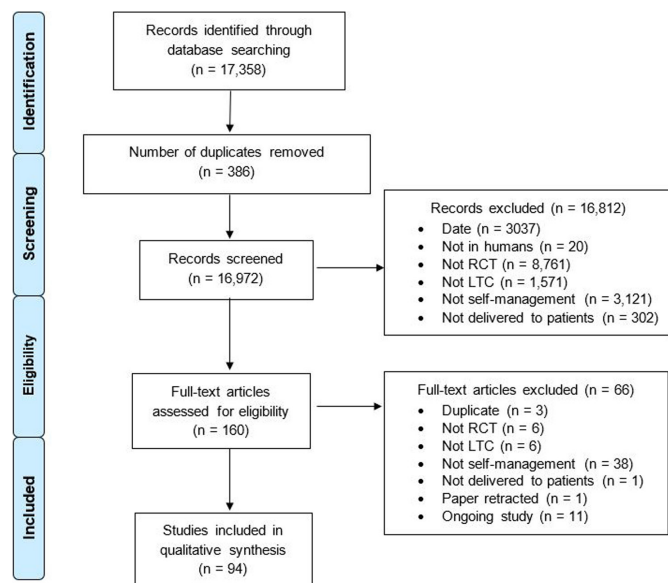 Identification
Records identified through
database searching
(n = 17,358)
Number of duplicates removed
(n = 386)
Screening
Records screened
(n = 16,972)
Records excluded (n = 16,812)
• Date (n = 3037)
• Not in humans (n = 20)
• Not RCT (n = 8,761)
• Not LTC (n = 1,571)
• Not self-management (n = 3,121)
• Not delivered to patients (n = 302)
Eligibility
Full-text articles
assessed for eligibility
(n = 160)
Full-text articles excluded (n = 66)
• Duplicate (n = 3)
• Not RCT (n = 6)
• Not LTC (n = 6)
• Not self-management (n = 38)
• Not delivered to patients (n = 1)
• Paper retracted (n = 1)
• Ongoing study (n = 11)
Included
Studies included in
qualitative synthesis
(n = 94)